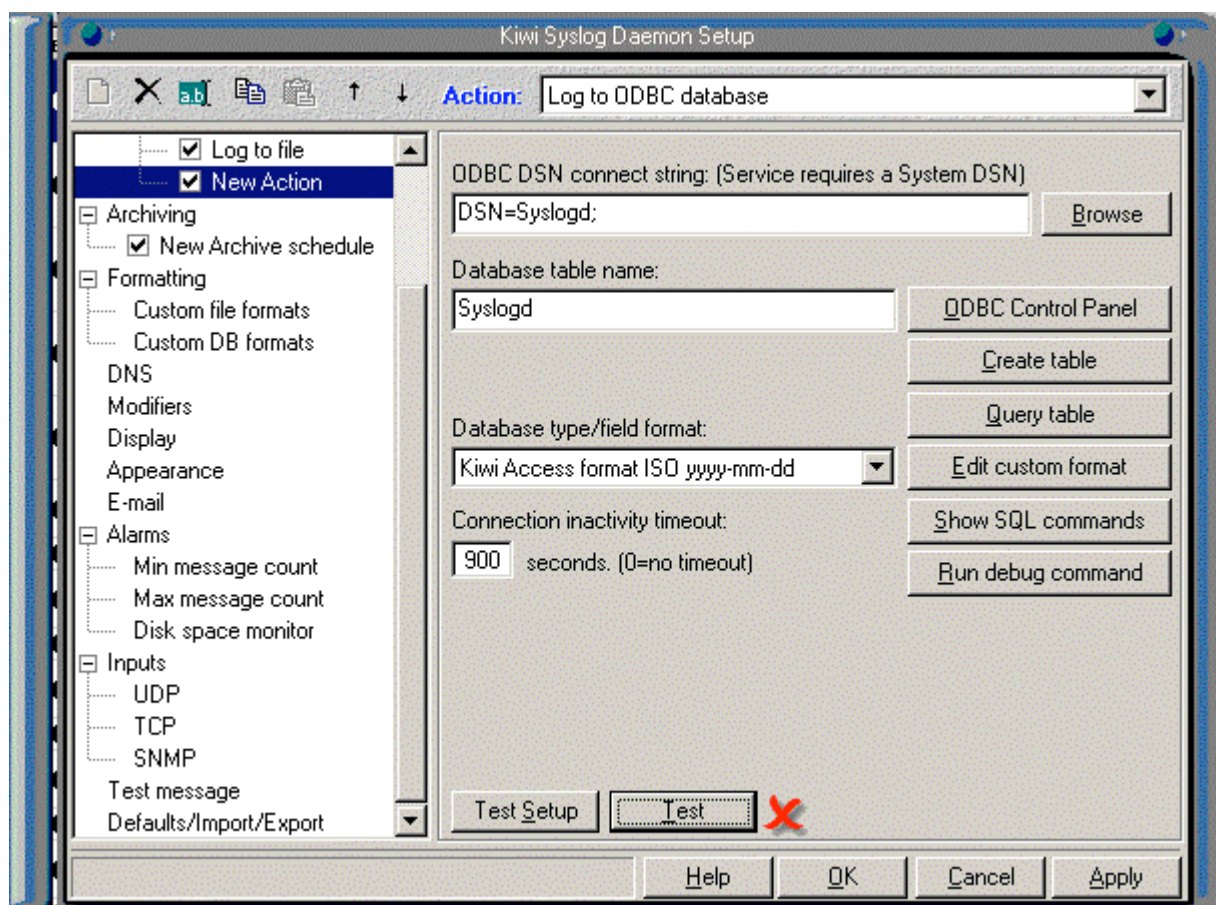 Kiwi Syslog Daemon Setup
a.b
Action: Log to ODBC database
Log to file
New Action
Archiving
New Archive schedule
Formatting
Custom file formats
Custom DB formats
DNS
Modifiers
Display
Appearance
E-mail
Alarms
Min message count
Max message count
Disk space monitor
Inputs
UDP
TCP
SNMP
Test message
Defaults/Import/Export
ODBC DSN connect string: (Service requires a System DSN)
DSN=Syslogd;
Browse
Database table name:
Syslogd
ODBC Control Panel
Create table
Query table
Database type/field format:
Kiwi Access format ISO yyyy-mm-dd
Edit custom format
Connection inactivity timeout:
Show SQL commands
900 seconds. (0=no timeout)
Run debug command
Test Setup
Test
Help
OK
Cancel
Apply